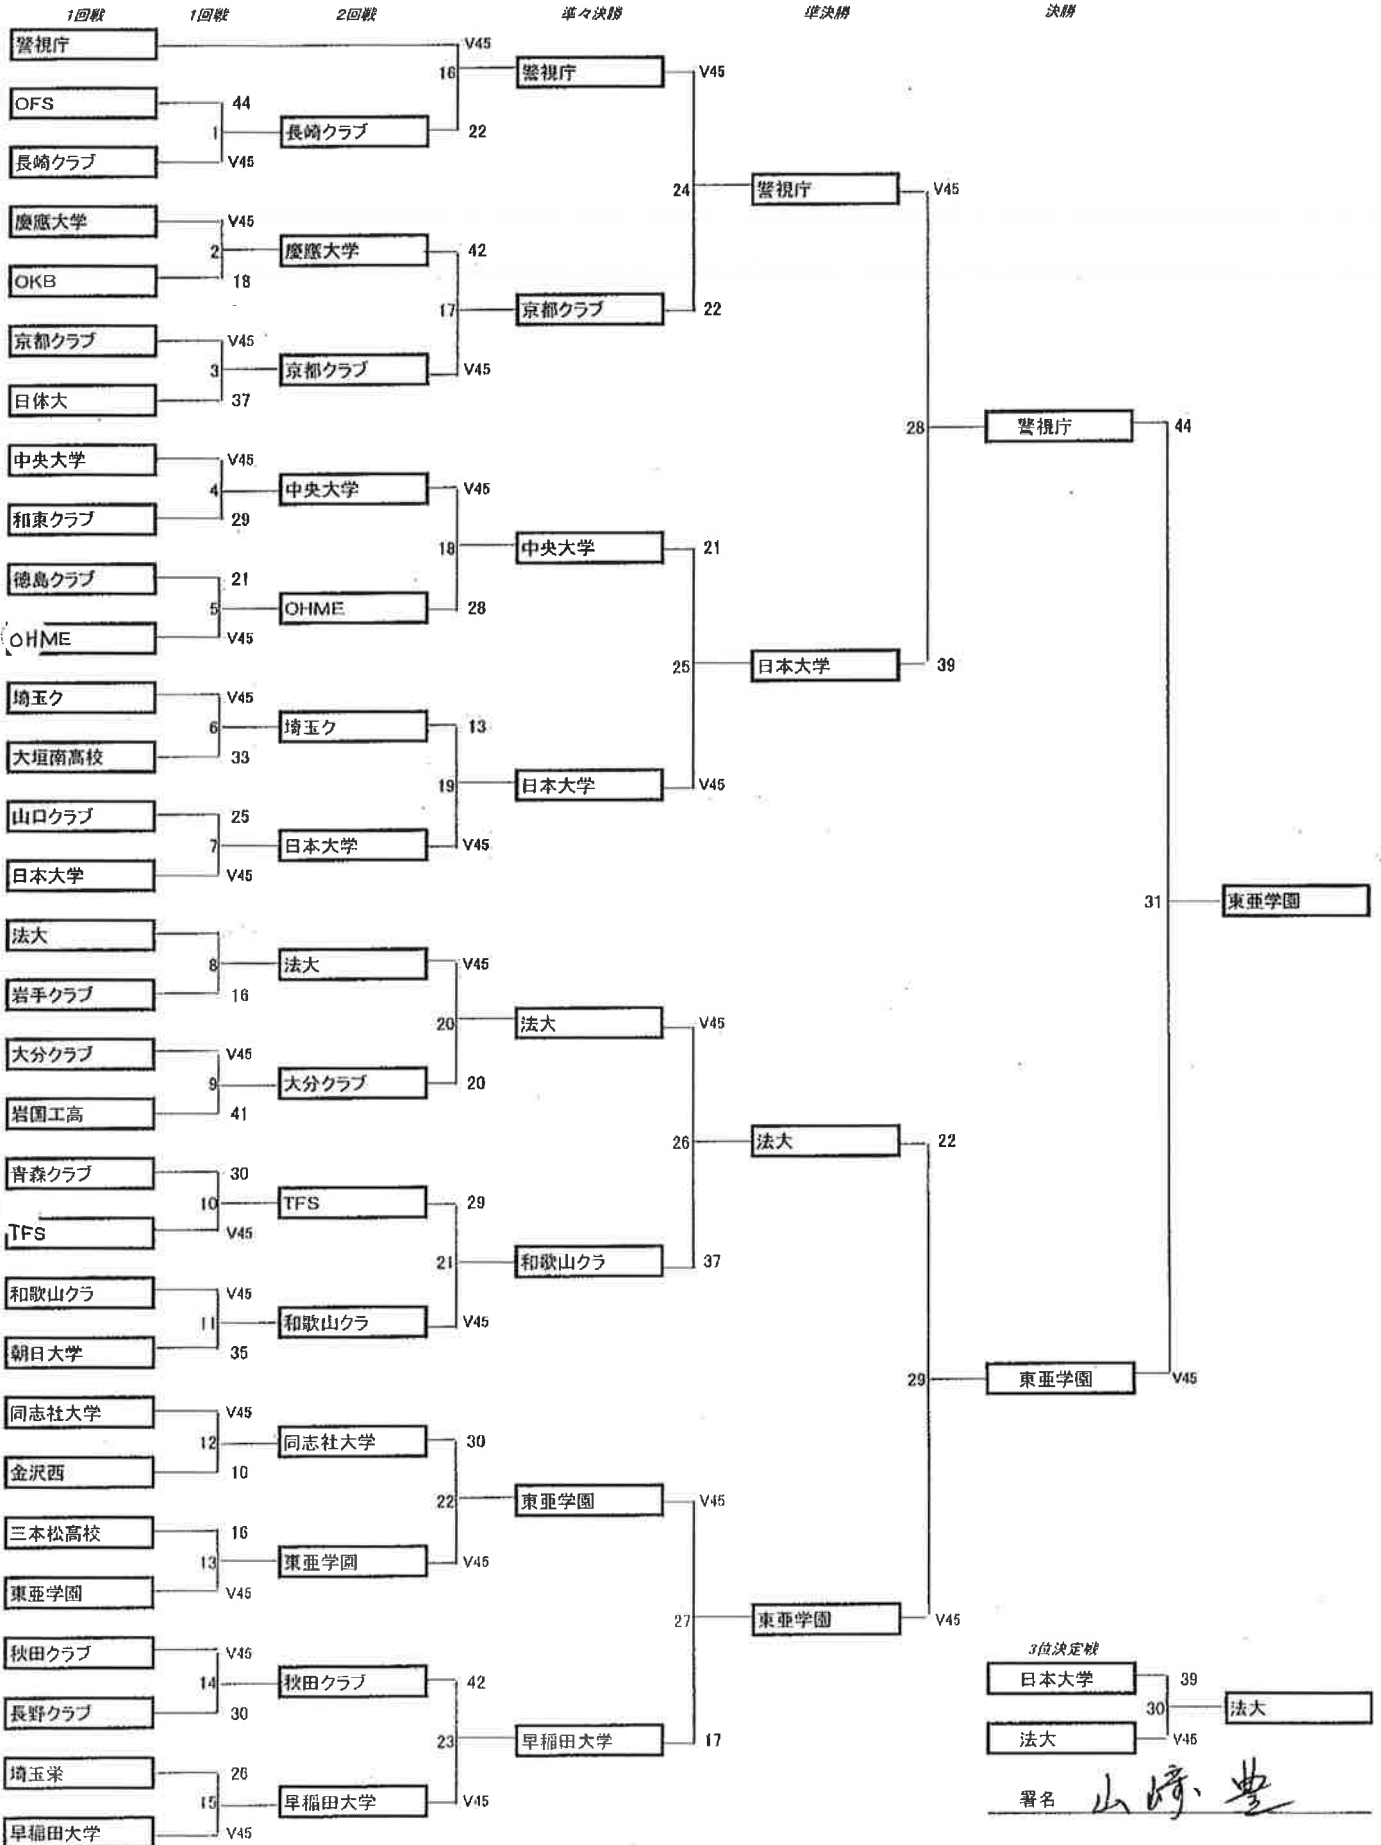 1回戦 1回戦 2回戦 準々決勝 準決勝 決勝
警視庁 V45
16 警視庁 V45
OFS 44
1 長崎クラブ 22
長崎クラブ V45
24 警視庁 V45
慶應大学 V45
2 慶應大学 42
OKB 18
17 京都クラブ 22
京都クラブ V45
3 京都クラブ V45
日体大 37
28 警視庁 44
中央大学 V45
4 中央大学 V45
和東クラブ 29
18 中央大学 21
徳島クラブ 21
5 OHME 28
OHME V45
25 日本大学 39
埼玉ク V45
6 埼玉ク 13
大垣南高校 33
19 日本大学 V45
山口クラブ 25
7 日本大学 V45
日本大学 V45
31 東亜学園
法大
8 法大 V45
岩手クラブ 16
20 法大 V45
大分クラブ V45
9 大分クラブ 20
岩国工高 41
26 法大 22
青森クラブ 30
10 TFS 29
TFS V45
21 和歌山クラ 37
和歌山クラ V45
11 和歌山クラ V45
朝日大学 35
29 東亜学園 V45
同志社大学 V45
12 同志社大学 30
金沢西 10
22 東亜学園 V45
三本松高校 16
13 東亜学園 V45
東亜学園 V45
27 東亜学園 V45
秋田クラブ V45
14 秋田クラブ 42
長野クラブ 30
23 早稲田大学 17
埼玉栄 26
15 早稲田大学 V45
早稲田大学 V45
3位決定戦
日本大学 39
30 法大
法大 V45
署名 山﨑 豊